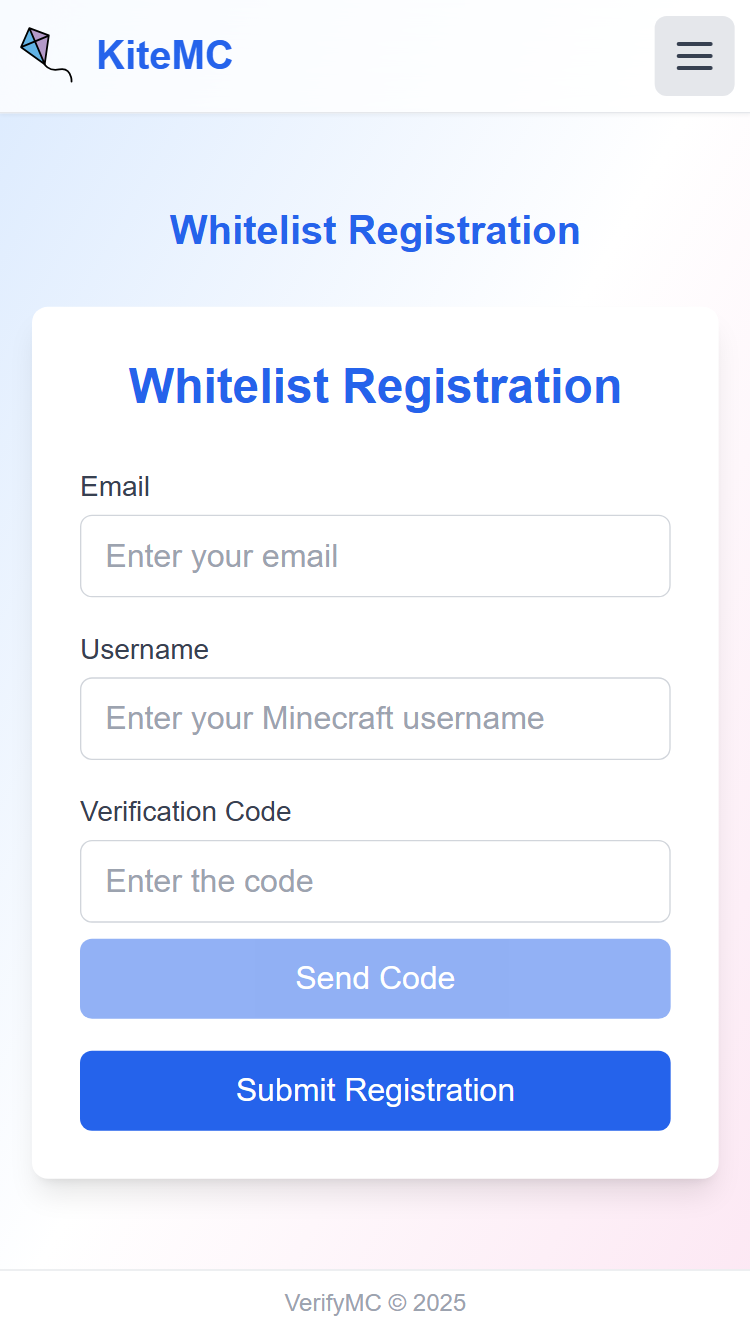 KiteMC
Whitelist Registration
Whitelist Registration
Email
Enter your email
Username
Enter your Minecraft username
Verification Code
Enter the code
Send Code
Submit Registration
VerifyMC © 2025